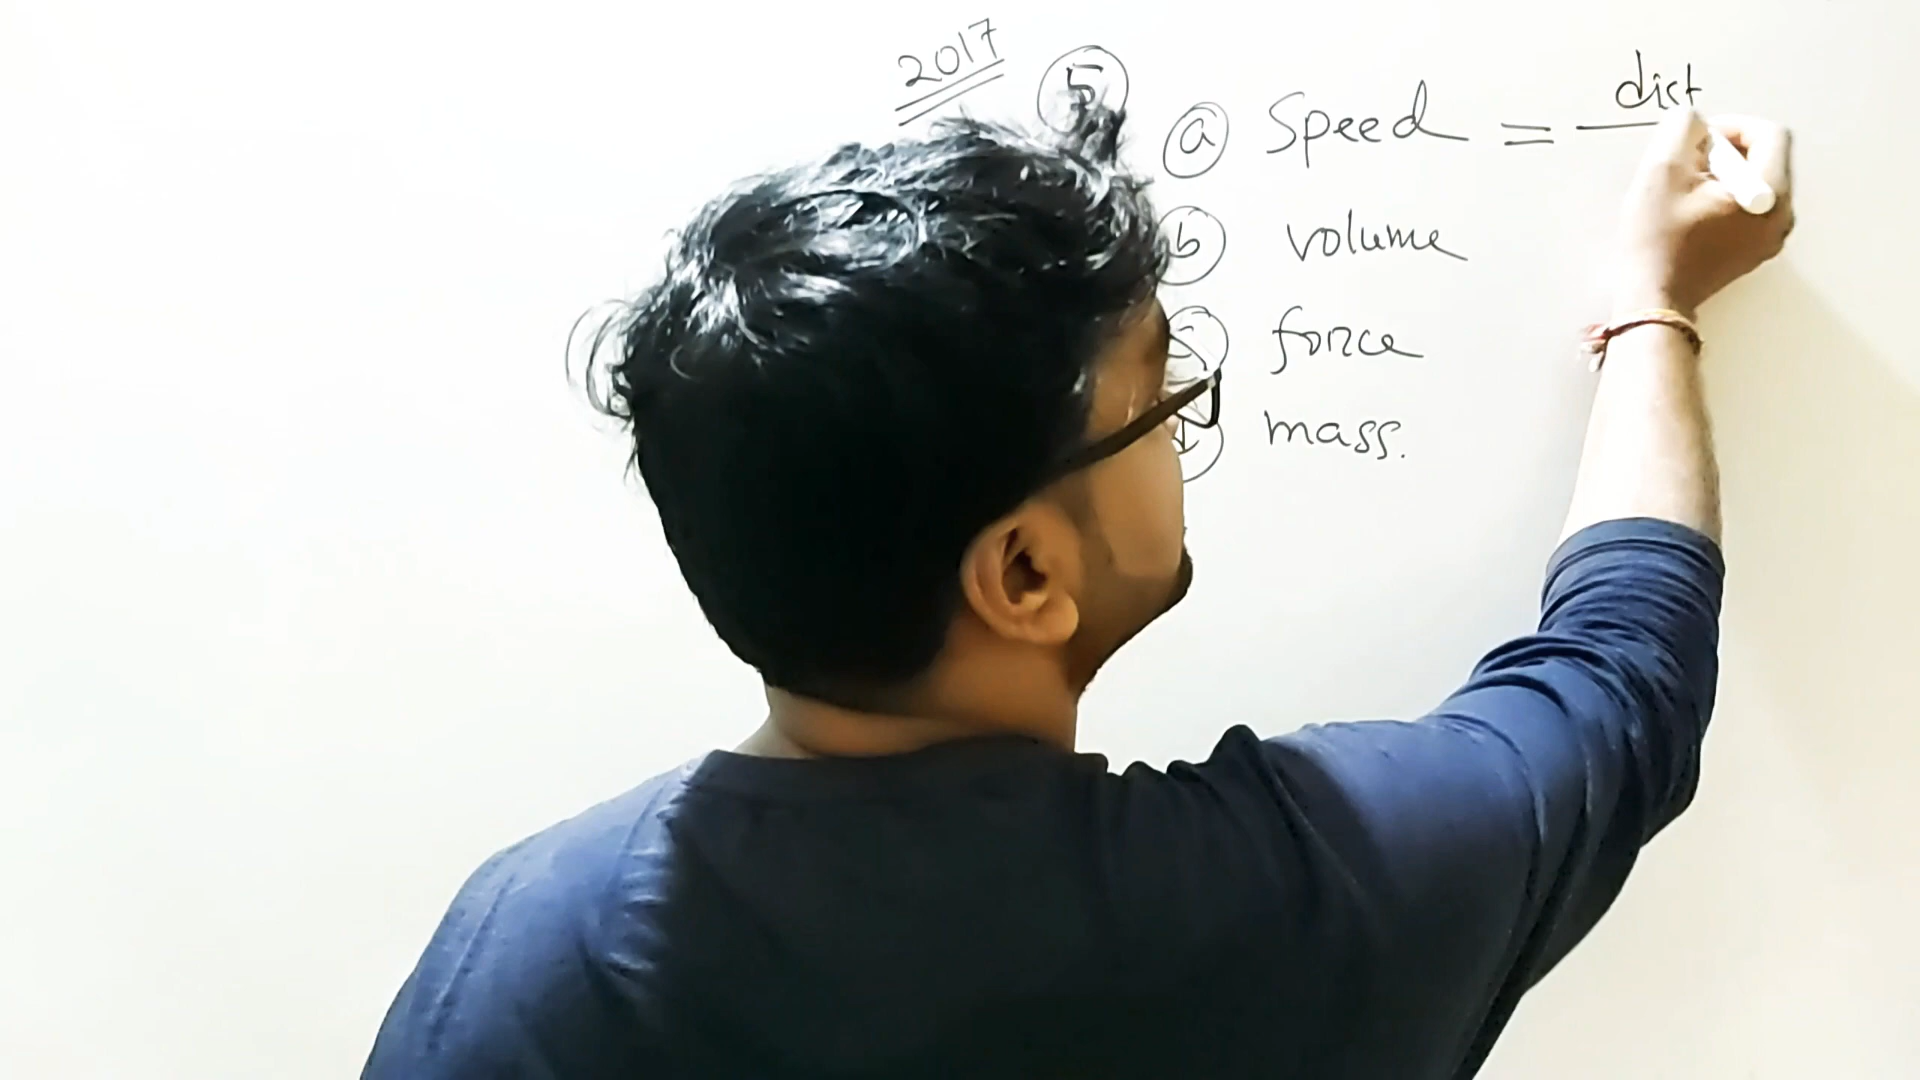 2017
5
a Speed = dist
b volume
c force
d mass.